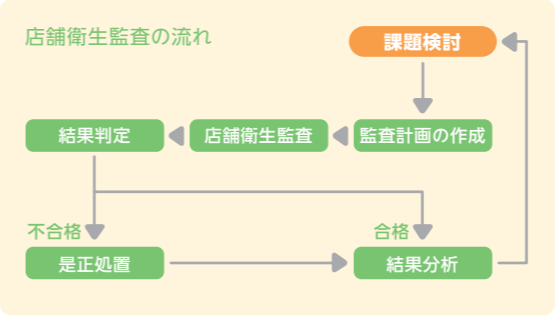 店舗衛生監査の流れ
課題検討
結果判定
店舗衛生監査
監査計画の作成
不合格
合格
是正処置
結果分析